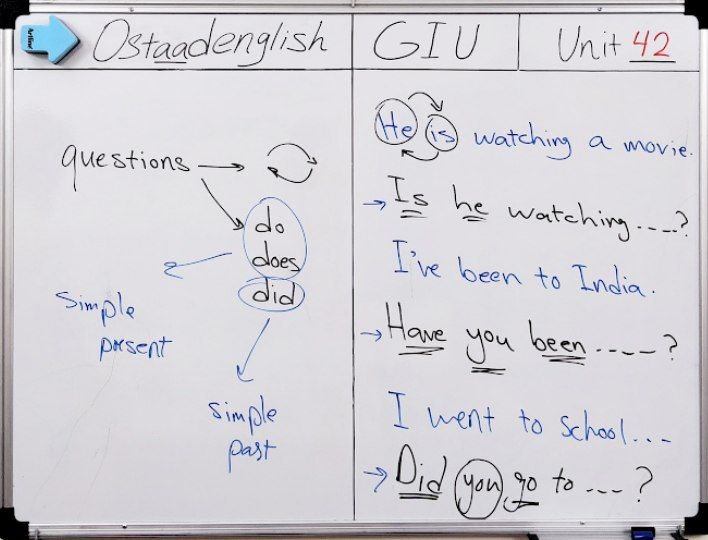 Ostaadenglish
GIU
Unit 42
questions
do
does
did
simple
present
simple
past
He is watching a movie.
Is he watching....?
I've been to India.
Have you been ----?
I went to school...
Did you go to ---?